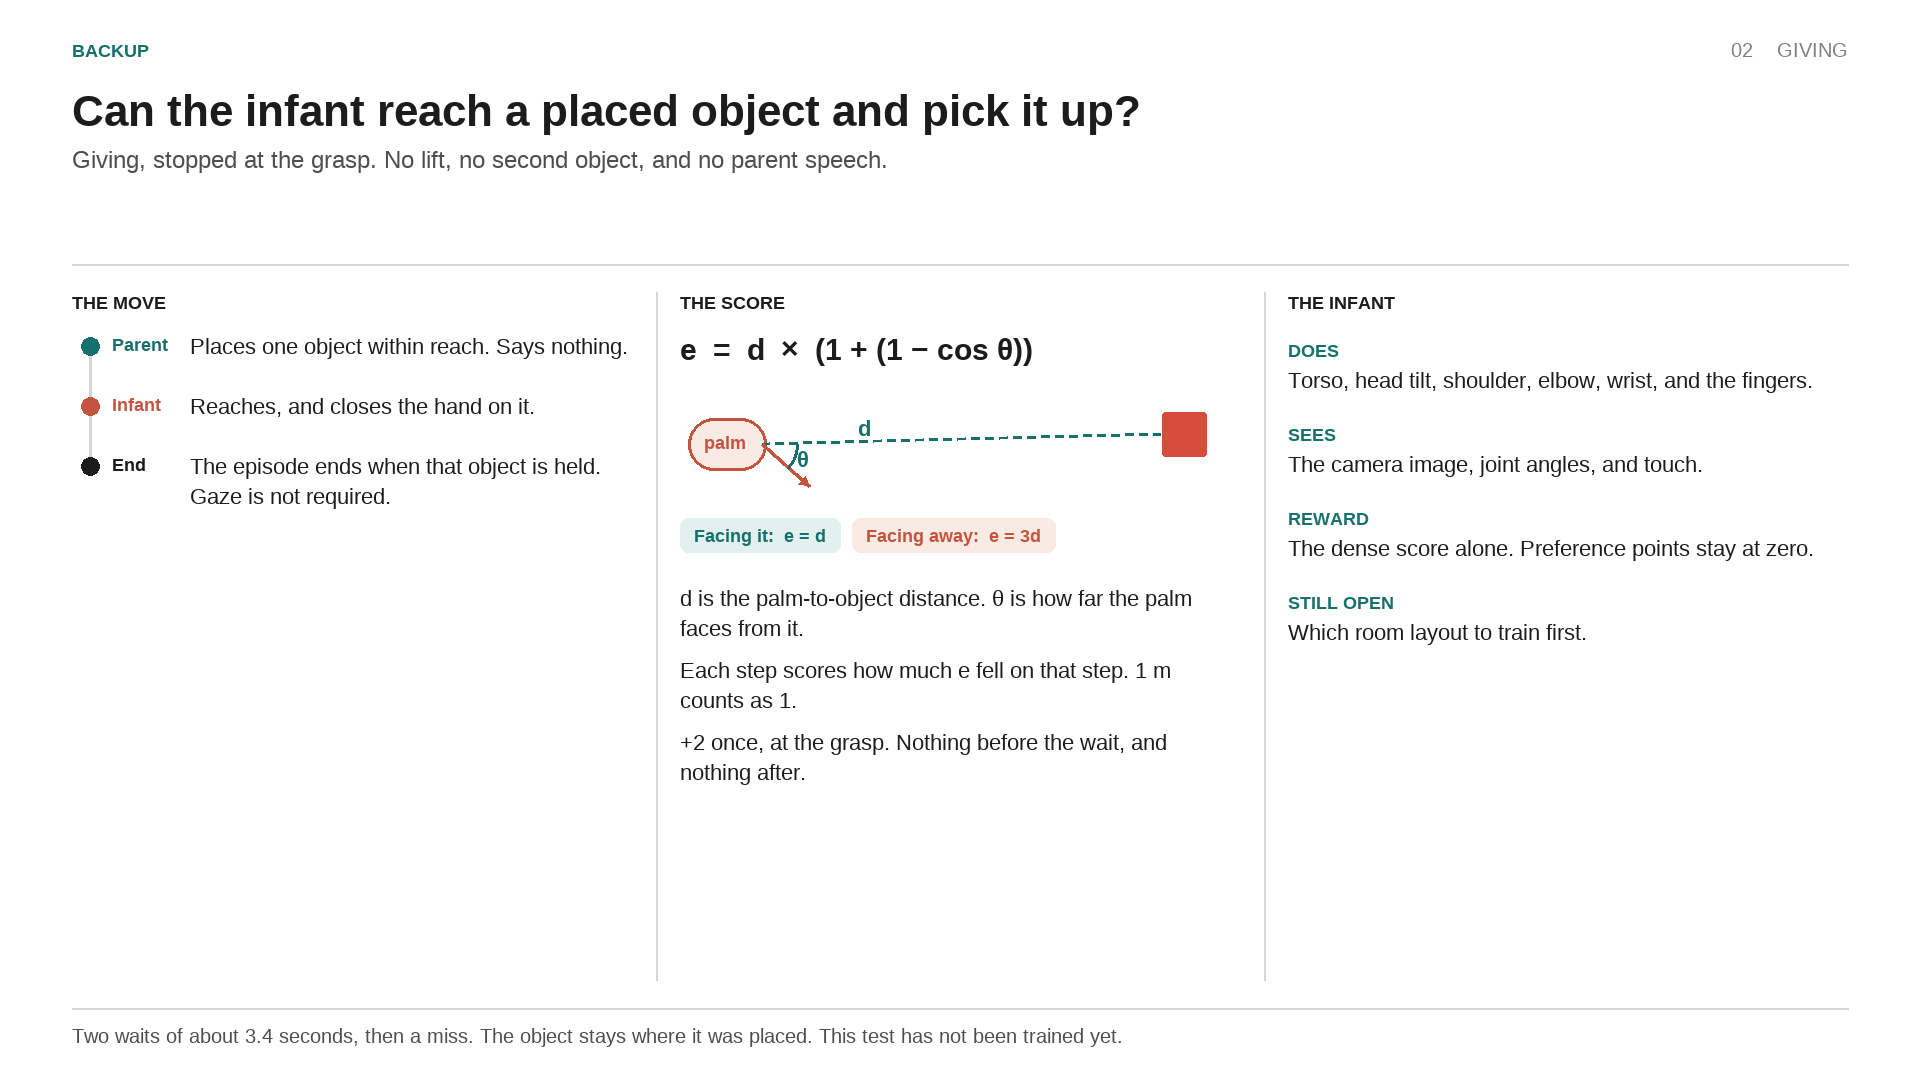 BACKUP
02 GIVING
Can the infant reach a placed object and pick it up?
Giving, stopped at the grasp. No lift, no second object, and no parent speech.
THE MOVE
Parent Places one object within reach. Says nothing.
Infant Reaches, and closes the hand on it.
End The episode ends when that object is held.
Gaze is not required.
THE SCORE
e = d × (1 + (1 − cos θ))
palm
d
θ
Facing it: e = d
Facing away: e = 3d
d is the palm-to-object distance. θ is how far the palm
faces from it.
Each step scores how much e fell on that step. 1 m
counts as 1.
+2 once, at the grasp. Nothing before the wait, and
nothing after.
THE INFANT
DOES
Torso, head tilt, shoulder, elbow, wrist, and the fingers.
SEES
The camera image, joint angles, and touch.
REWARD
The dense score alone. Preference points stay at zero.
STILL OPEN
Which room layout to train first.
Two waits of about 3.4 seconds, then a miss. The object stays where it was placed. This test has not been trained yet.